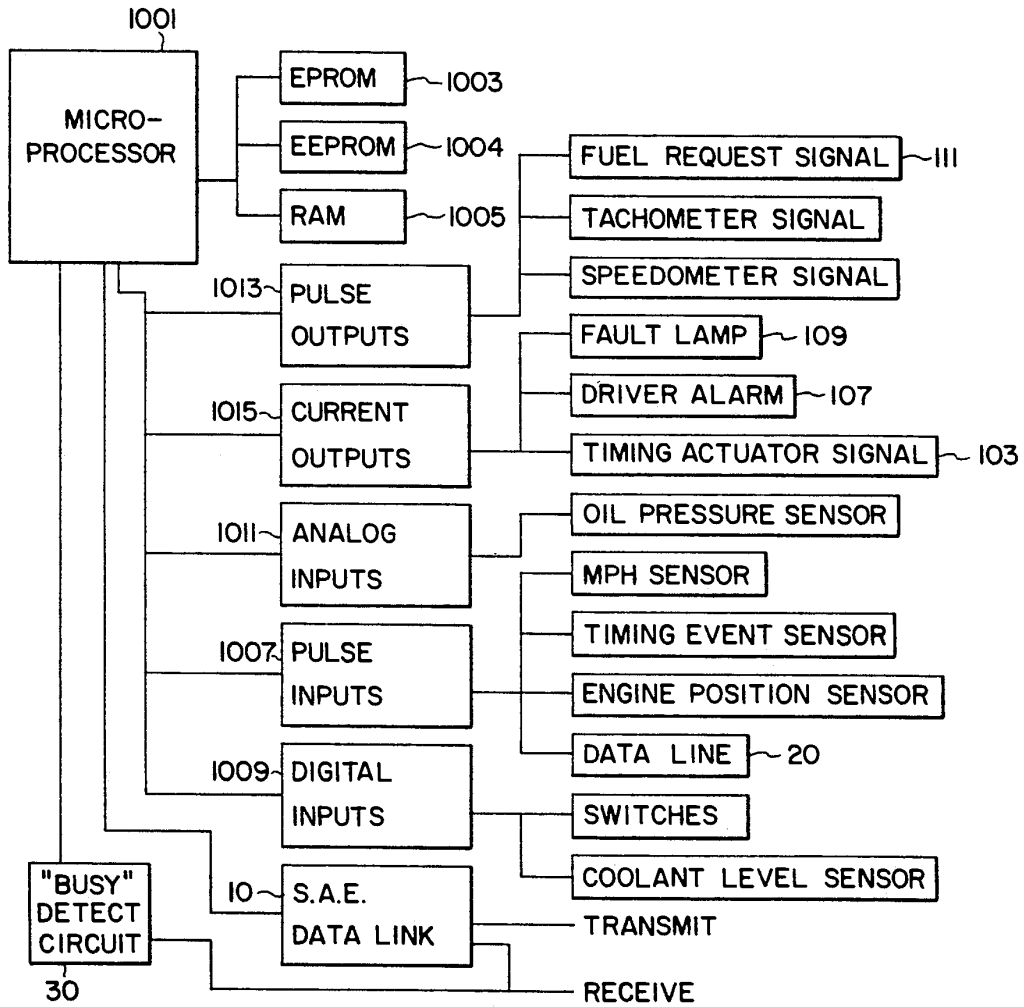 1001
MICRO-
PROCESSOR
EPROM
1003
EEPROM
1004
RAM
1005
1013
PULSE
OUTPUTS
FUEL REQUEST SIGNAL
111
TACHOMETER SIGNAL
SPEEDOMETER SIGNAL
1015
CURRENT
OUTPUTS
FAULT LAMP
109
DRIVER ALARM
107
TIMING ACTUATOR SIGNAL
103
1011
ANALOG
INPUTS
OIL PRESSURE SENSOR
1007
PULSE
INPUTS
MPH SENSOR
TIMING EVENT SENSOR
ENGINE POSITION SENSOR
DATA LINE
20
1009
DIGITAL
INPUTS
SWITCHES
COOLANT LEVEL SENSOR
10
S.A.E.
DATA LINK
TRANSMIT
RECEIVE
"BUSY"
DETECT
CIRCUIT
30